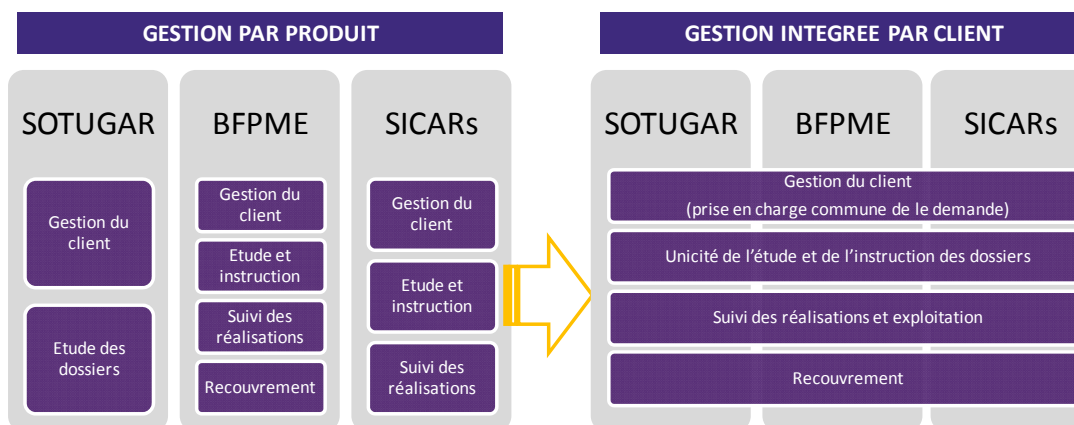 GESTION PAR PRODUIT
SOTUGAR
Gestion du
client
Etude des
dossiers
BFPME
Gestion du
client
Etude et
instruction
Suivi des
réalisations
Recouvrement
SICARs
Gestion du
client
Etude et
instruction
Suivi des
réalisations
GESTION INTEGREE PAR CLIENT
SOTUGAR
BFPME
SICARs
Gestion du client
(prise en charge commune de le demande)
Unicité de l'étude et de l'instruction des dossiers
Suivi des réalisations et exploitation
Recouvrement